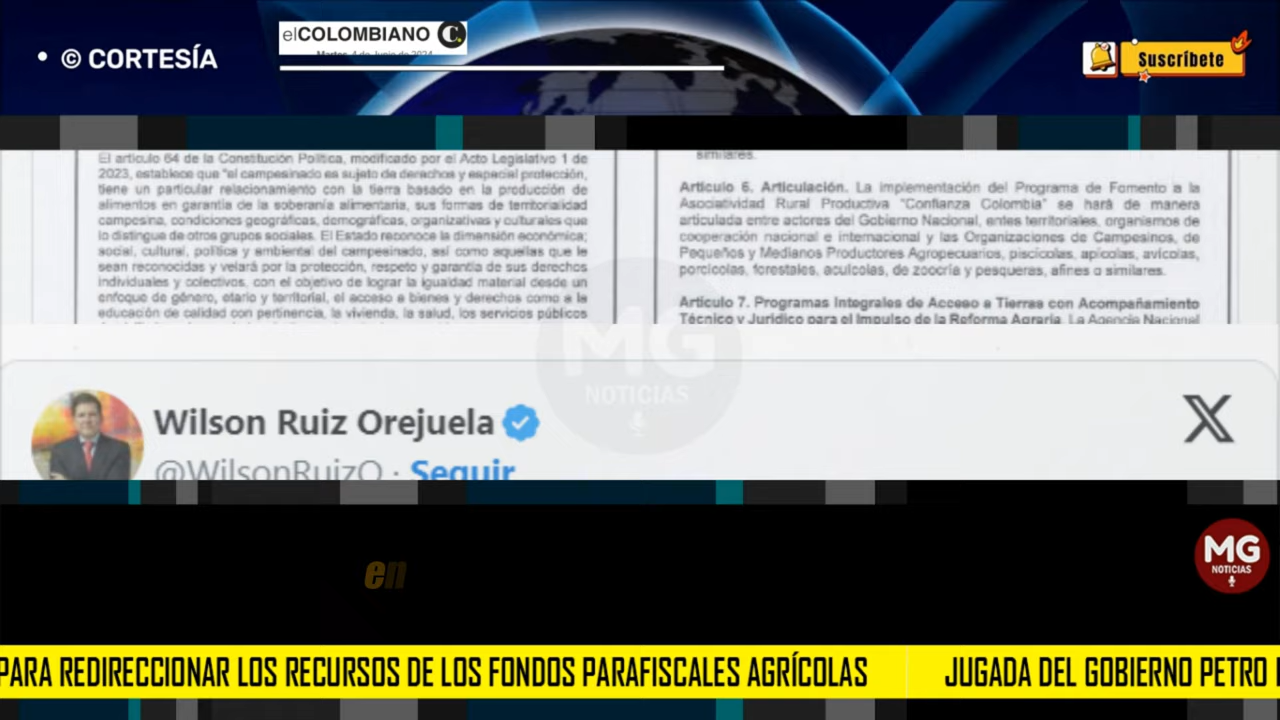 • © CORTESÍA
elCOLOMBIANO C
Martes, 4 de Junio de 2024
Suscríbete
El artículo 64 de la Constitución Política, modificado por el Acto Legislativo 1 de
2023, establece que "el campesinado es sujeto de derechos y especial protección,
tiene un particular relacionamiento con la tierra basado en la producción de
alimentos en garantía de la soberanía alimentaria, sus formas de territorialidad
campesina, condiciones geográficas, demográficas, organizativas y culturales que
lo distingue de otros grupos sociales. El Estado reconoce la dimensión económica;
social, cultural, política y ambiental del campesinado, así como aquellas que le
sean reconocidas y velará por la protección, respeto y garantía de sus derechos
individuales y colectivos, con el objetivo de lograr la igualdad material desde un
enfoque de género, etario y territorial, el acceso a bienes y derechos como a la
educación de calidad con pertinencia, la vivienda, la salud, los servicios públicos
similares.
Artículo 6. Articulación. La implementación del Programa de Fomento a la
Asociatividad Rural Productiva "Confianza Colombia" se hará de manera
articulada entre actores del Gobierno Nacional, entes territoriales, organismos de
cooperación nacional e internacional y las Organizaciones de Campesinos, de
Pequeños y Medianos Productores Agropecuarios, piscícolas, apícolas, avícolas,
porcícolas, forestales, acuícolas, de zoocría y pesqueras, afines o similares.
Artículo 7. Programas Integrales de Acceso a Tierras con Acompañamiento
Técnico y Jurídico para el Impulso de la Reforma Agraria. La Agencia Nacional
MG
NOTICIAS
Wilson Ruiz Orejuela
X
@WilsonRuizO · Seguir
en
MG
NOTICIAS
PARA REDIRECCIONAR LOS RECURSOS DE LOS FONDOS PARAFISCALES AGRÍCOLAS
JUGADA DEL GOBIERNO PETRO